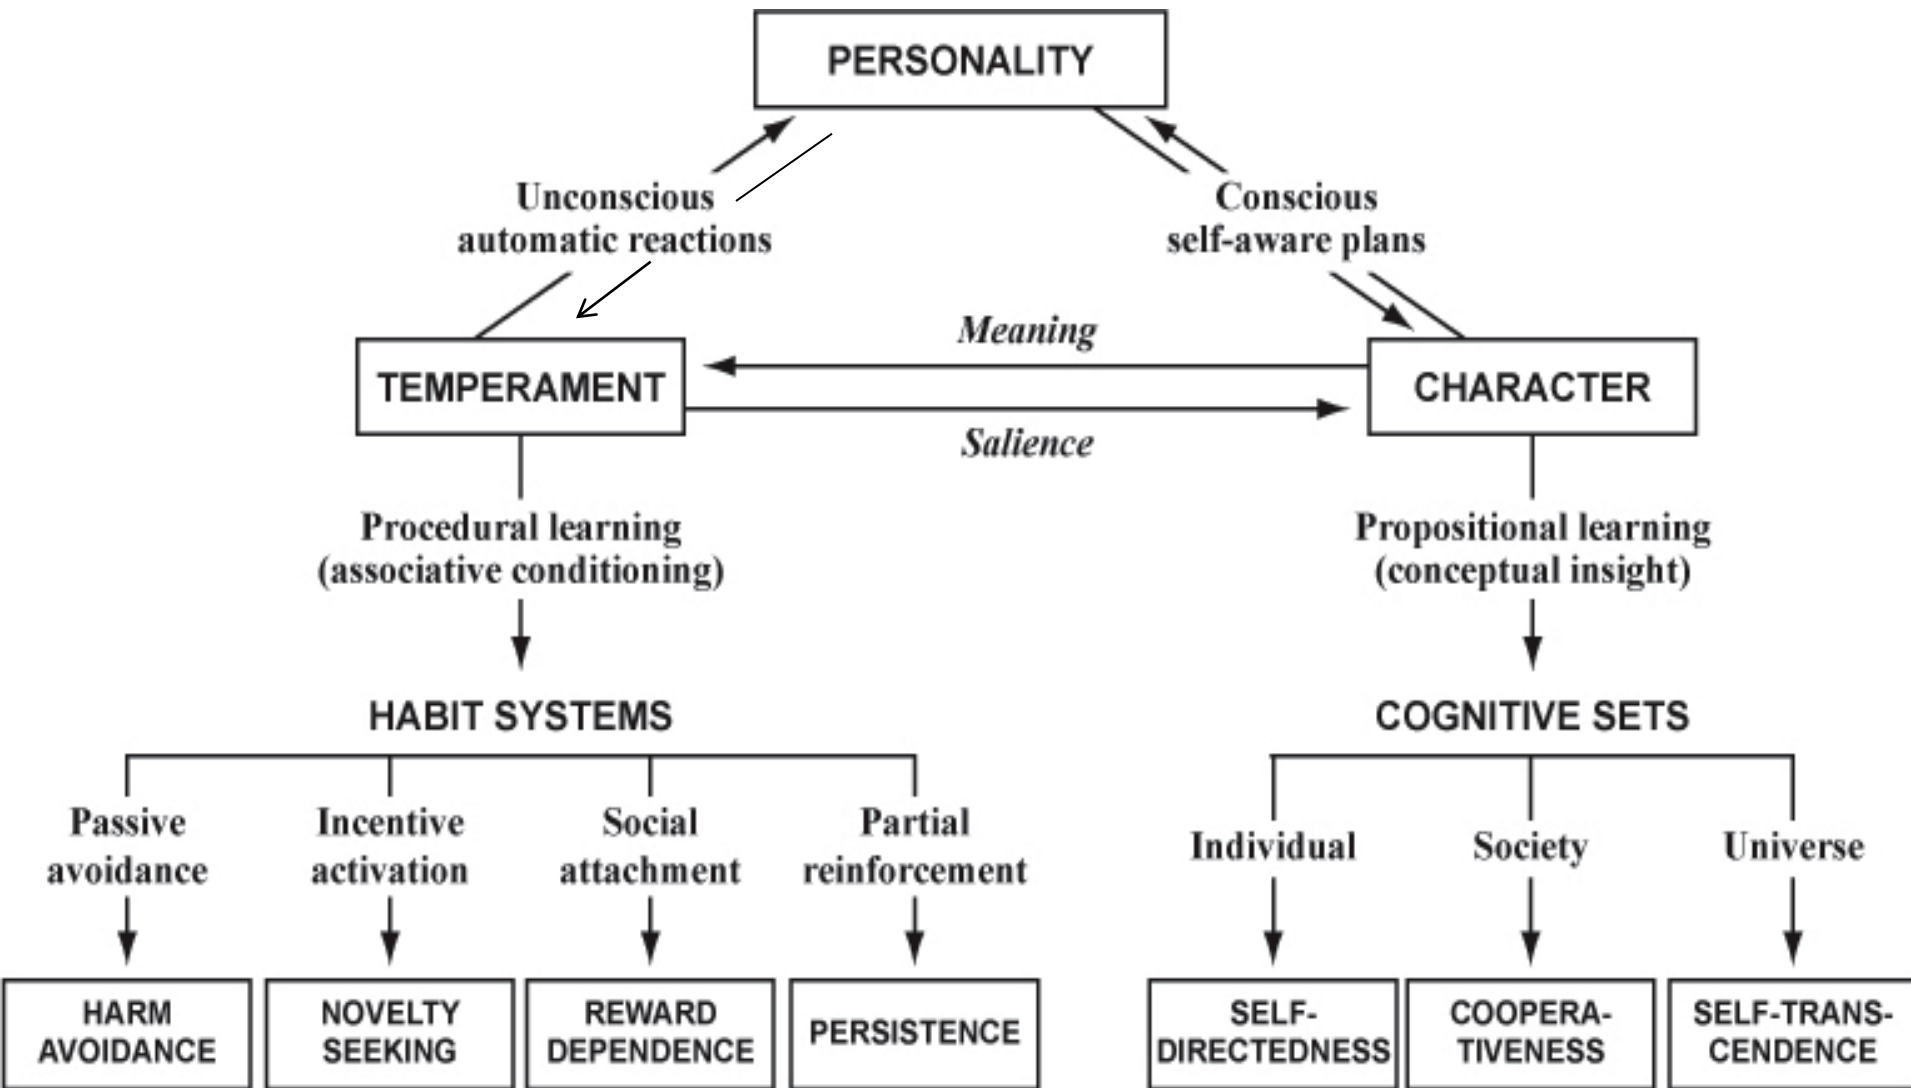 PERSONALITY
Unconscious
automatic reactions
Conscious
self-aware plans
Meaning
TEMPERAMENT
CHARACTER
Salience
Procedural learning
(associative conditioning)
Propositional learning
(conceptual insight)
HABIT SYSTEMS
COGNITIVE SETS
Passive
avoidance
Incentive
activation
Social
attachment
Partial
reinforcement
Individual
Society
Universe
HARM
AVOIDANCE
NOVELTY
SEEKING
REWARD
DEPENDENCE
PERSISTENCE
SELF-
DIRECTEDNESS
COOPERA-
TIVENESS
SELF-TRANS-
CENDENCE